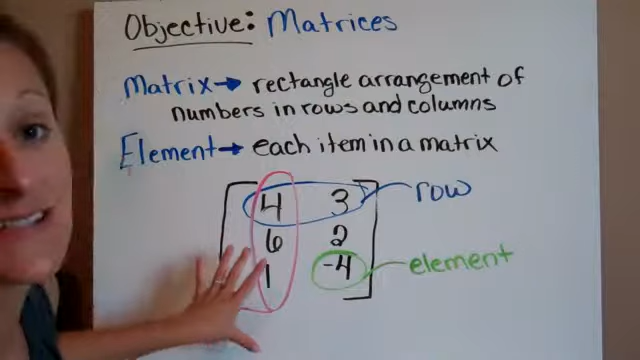 Objective: Matrices
Matrix → rectangle arrangement of
numbers in rows and columns
Element → each item in a matrix
4 3 row
6 2
1 -4 element